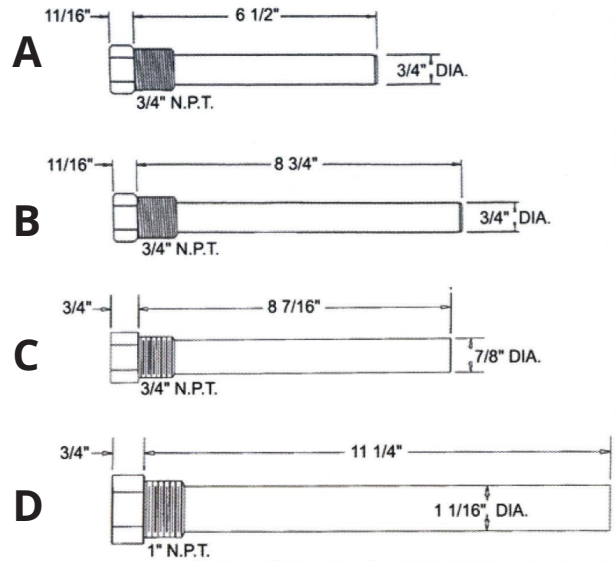 11/16" 6 1/2"
A
3/4" DIA.
3/4" N.P.T.
11/16" 8 3/4"
B
3/4" DIA.
3/4" N.P.T.
3/4" 8 7/16"
C
7/8" DIA.
3/4" N.P.T.
3/4" 11 1/4"
D
1 1/16" DIA.
1" N.P.T.